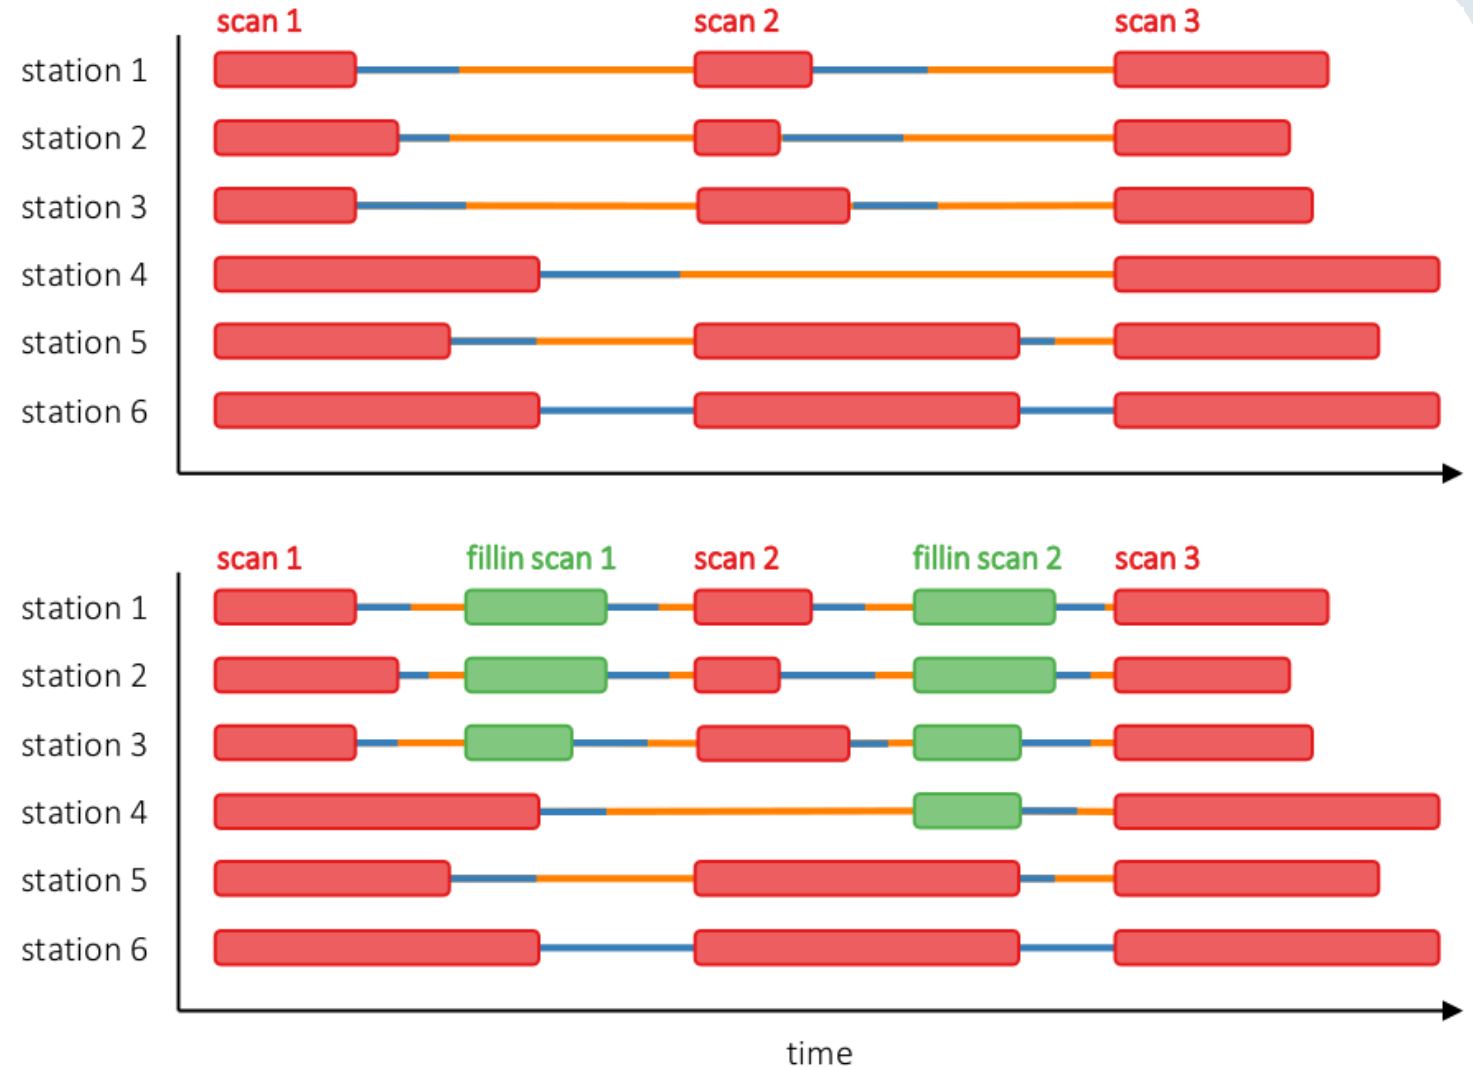 scan 1 scan 2 scan 3
station 1
station 2
station 3
station 4
station 5
station 6
scan 1 fillin scan 1 scan 2 fillin scan 2 scan 3
station 1
station 2
station 3
station 4
station 5
station 6
time